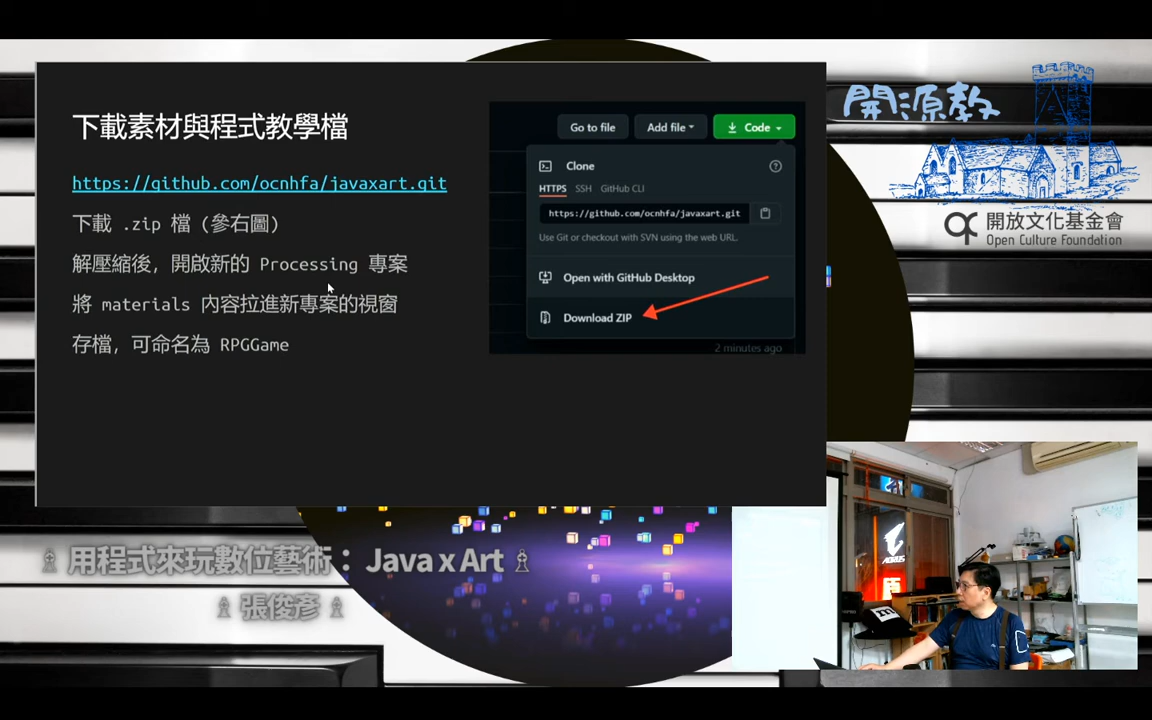 下載素材與程式教學檔
https://github.com/ocnhfa/javaxart.git
下載 .zip 檔 (參右圖)
解壓縮後, 開啟新的 Processing 專案
將 materials 內容拉進新專案的視窗
存檔, 可命名為 RPGGame
Go to file
Add file
Code
Clone
HTTPS SSH GitHub CLI
https://github.com/ocnhfa/javaxart.git
Use Git or checkout with SVN using the web URL.
Open with GitHub Desktop
Download ZIP
2 minutes ago
開源教
開放文化基金會
Open Culture Foundation
用程式來玩數位藝術： Java x Art
張俊彥
AORUS